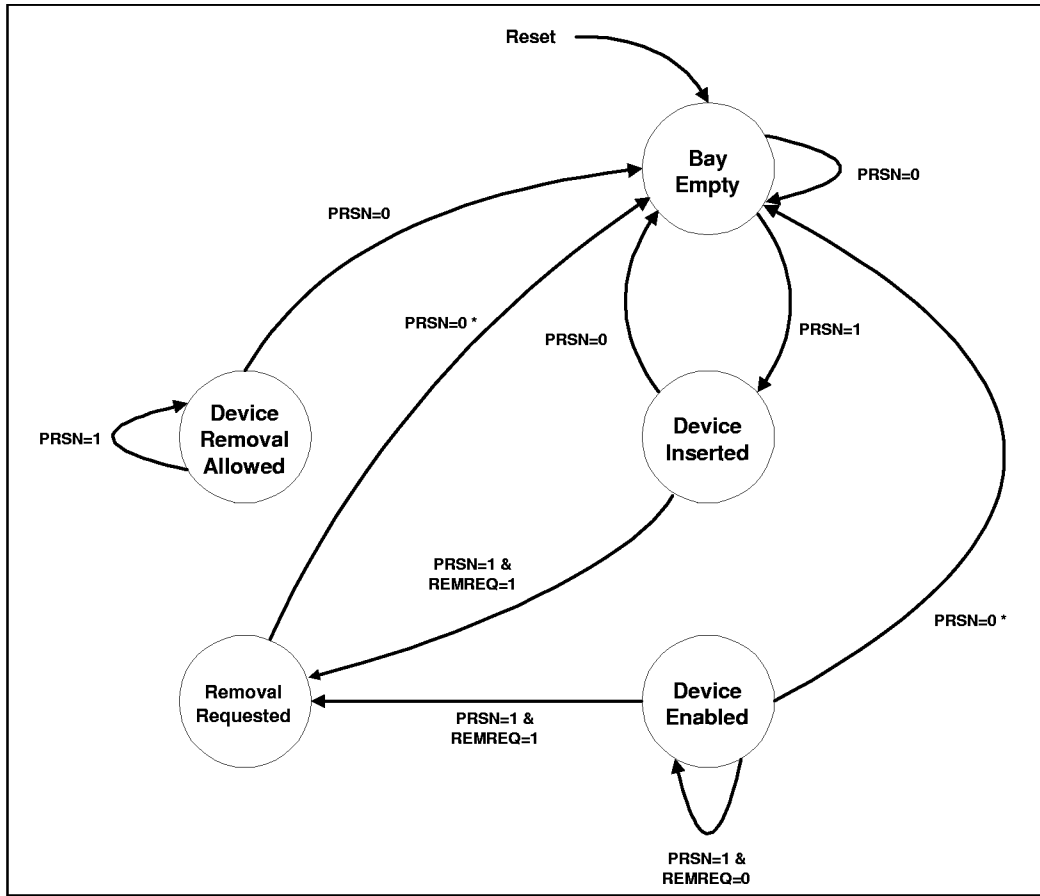 Reset
Bay
Empty
PRSN=0
PRSN=0
PRSN=0 *
PRSN=0
PRSN=1
Device
Removal
Allowed
PRSN=1
Device
Inserted
PRSN=1 &
REMREQ=1
PRSN=0 *
Removal
Requested
Device
Enabled
PRSN=1 &
REMREQ=1
PRSN=1 &
REMREQ=0